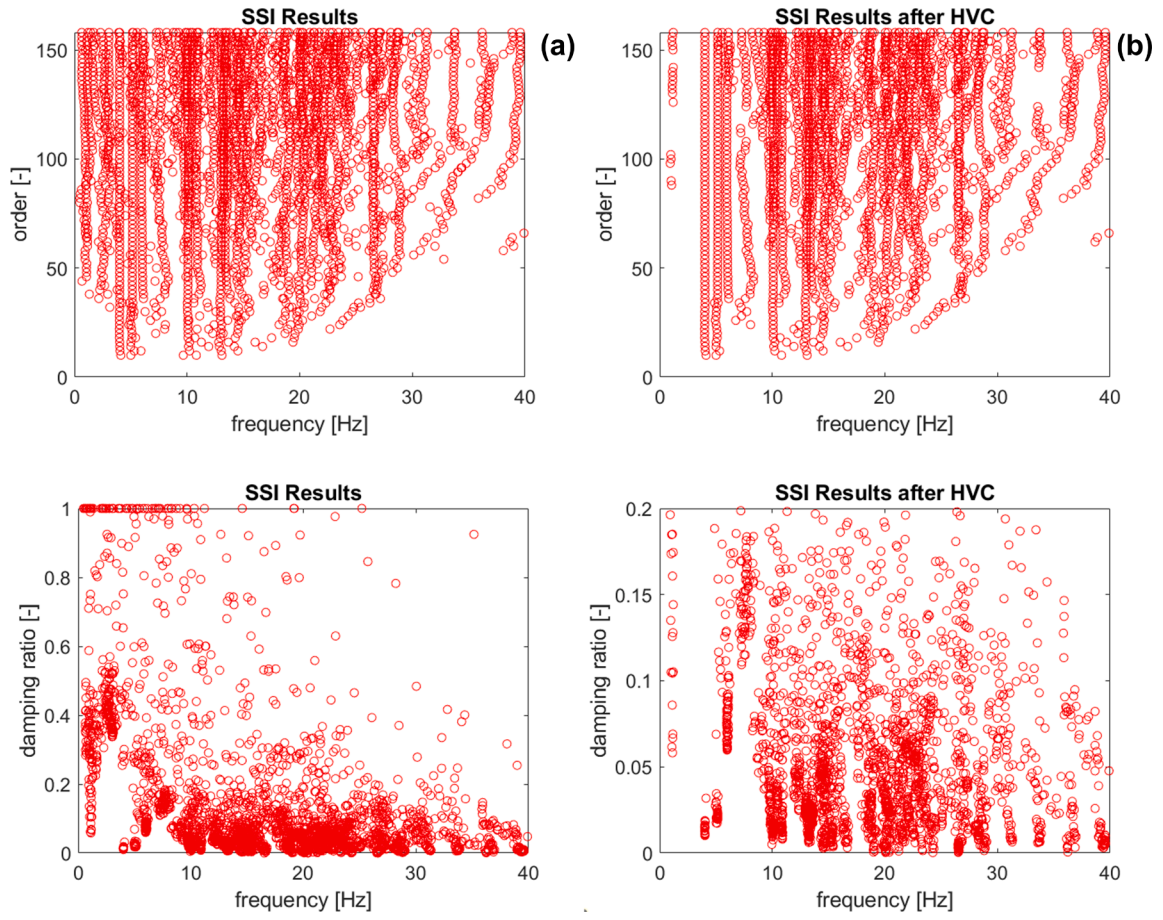 SSI Results
(a)
150
100
50
0
order [-]
0 10 20 30 40
frequency [Hz]
SSI Results after HVC
(b)
150
100
50
0
order [-]
0 10 20 30 40
frequency [Hz]
SSI Results
1
0.8
0.6
0.4
0.2
0
damping ratio [-]
0 10 20 30 40
frequency [Hz]
SSI Results after HVC
0.2
0.15
0.1
0.05
0
damping ratio [-]
0 10 20 30 40
frequency [Hz]